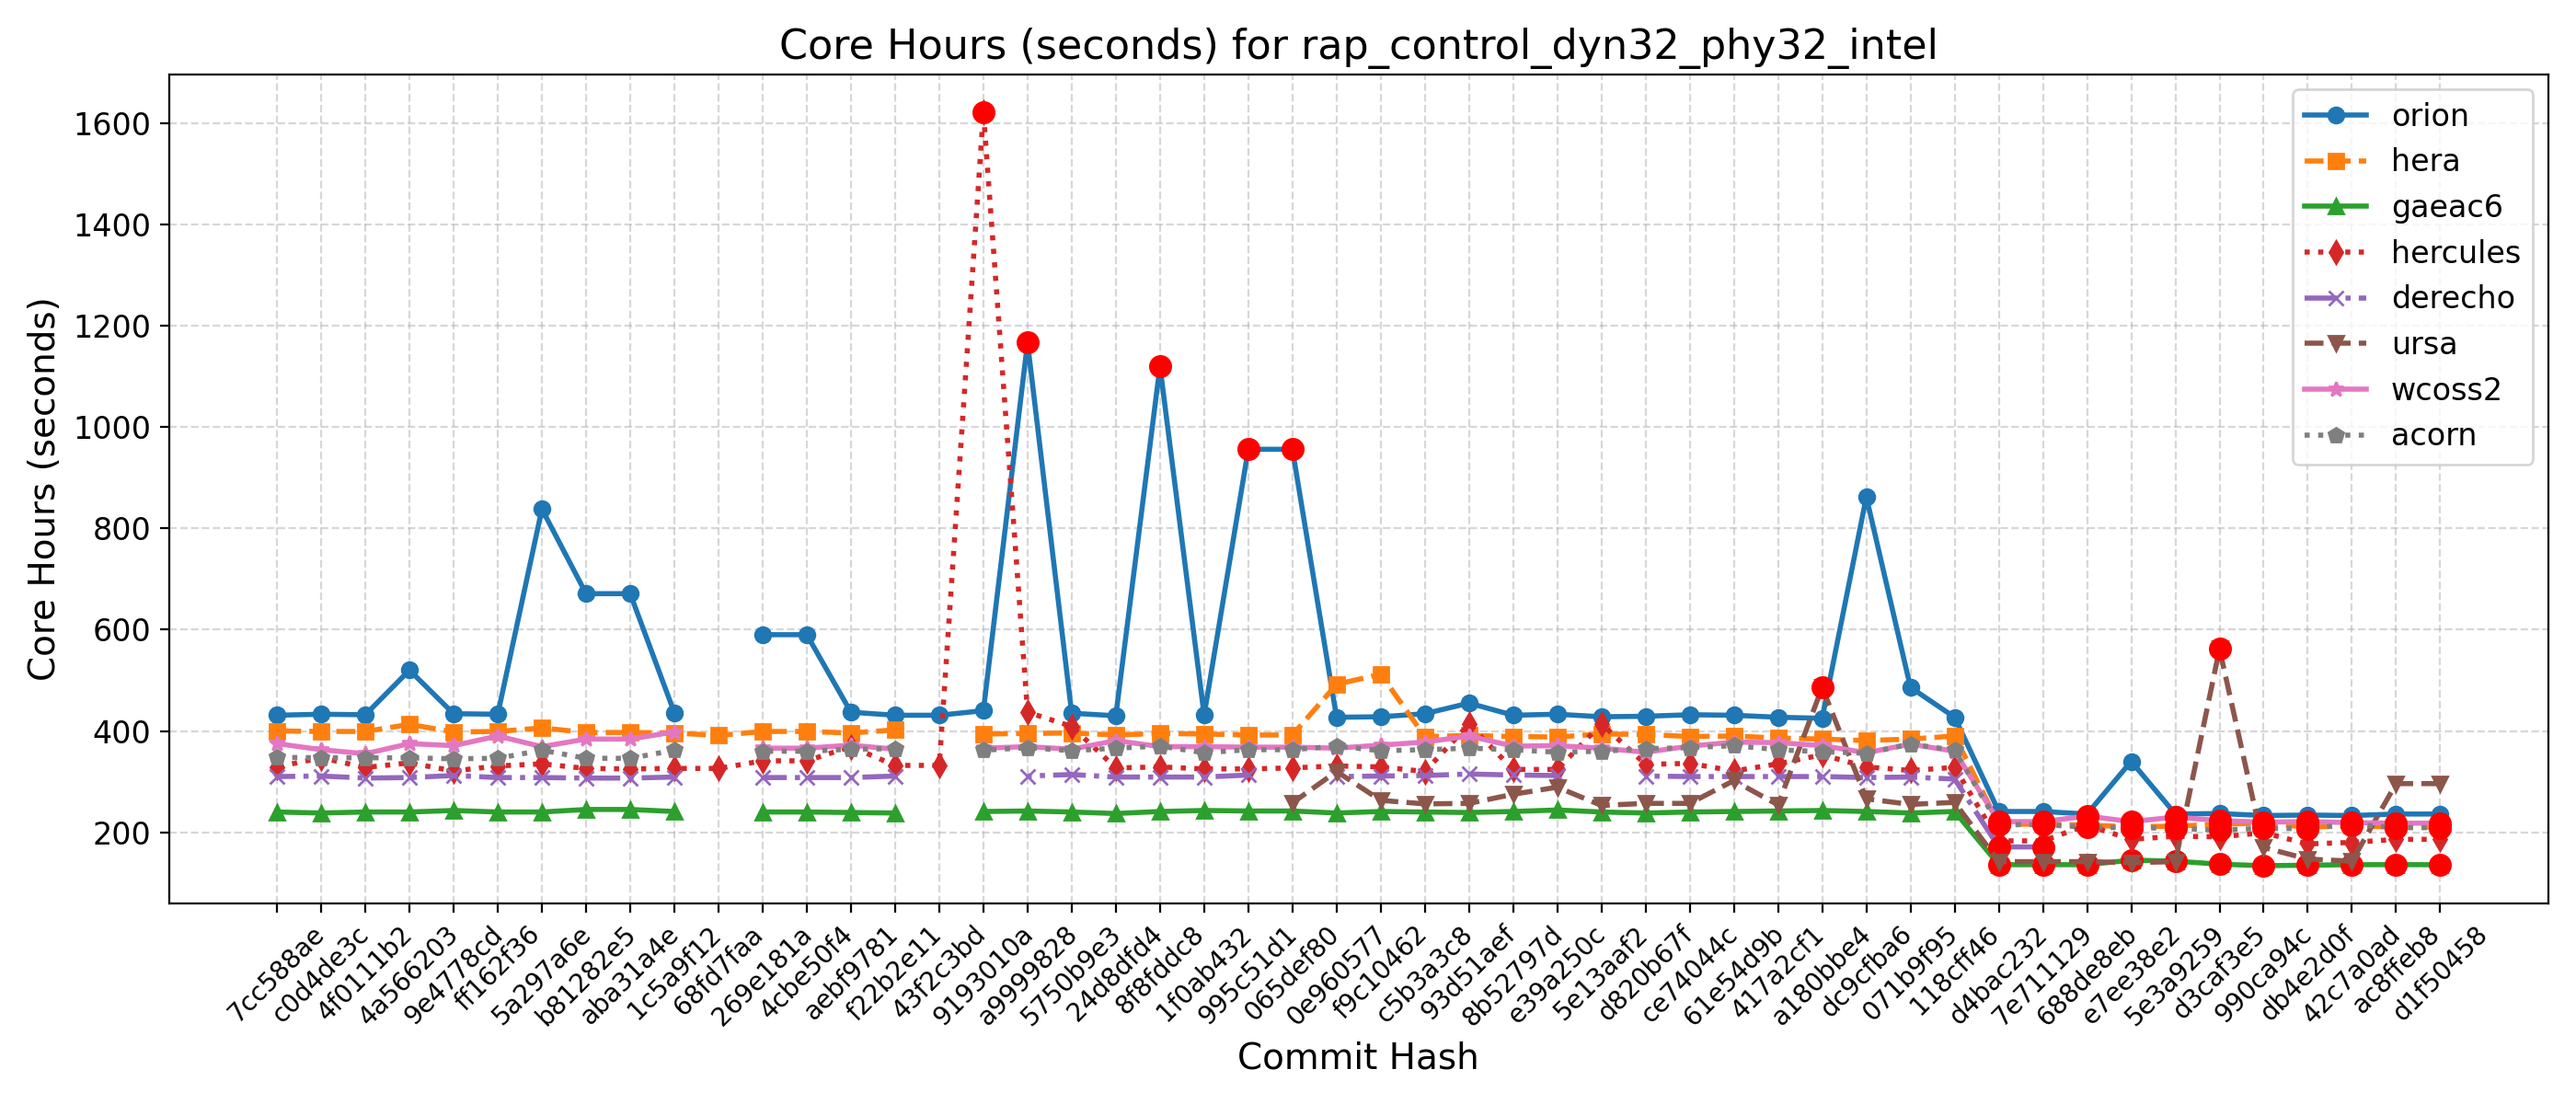 Core Hours (seconds) for rap_control_dyn32_phy32_intel
Core Hours (seconds)
1600
1400
1200
1000
800
600
400
200
orion
hera
gaeac6
hercules
derecho
ursa
wcoss2
acorn
7cc588ae
c0d4de3c
4f0111b2
4a566203
9e4778cd
ff162f36
5a297a6e
b81282e5
aba31a4e
1c5a9f12
68fd7faa
269e181a
4cbe50f4
aebf9781
f22b2e11
43f2c3bd
9193010a
a9999828
5750b9e3
24d8dfd4
8f8fddc8
1f0ab432
995c51d1
065def80
0e960577
f9c10462
c5b3a3c8
93d51aef
8b52797d
e39a250c
5e13aaf2
d820b67f
ce74044c
61e54d9b
417a2cf1
a180bbe4
dc9cfba6
071b9f95
118cff46
d4bac232
7e711129
688de8eb
e7ee38e2
5e3a9259
d3caf3e5
990ca94c
db4e2d0f
42c7a0ad
ac8ffeb8
d1f50458
Commit Hash